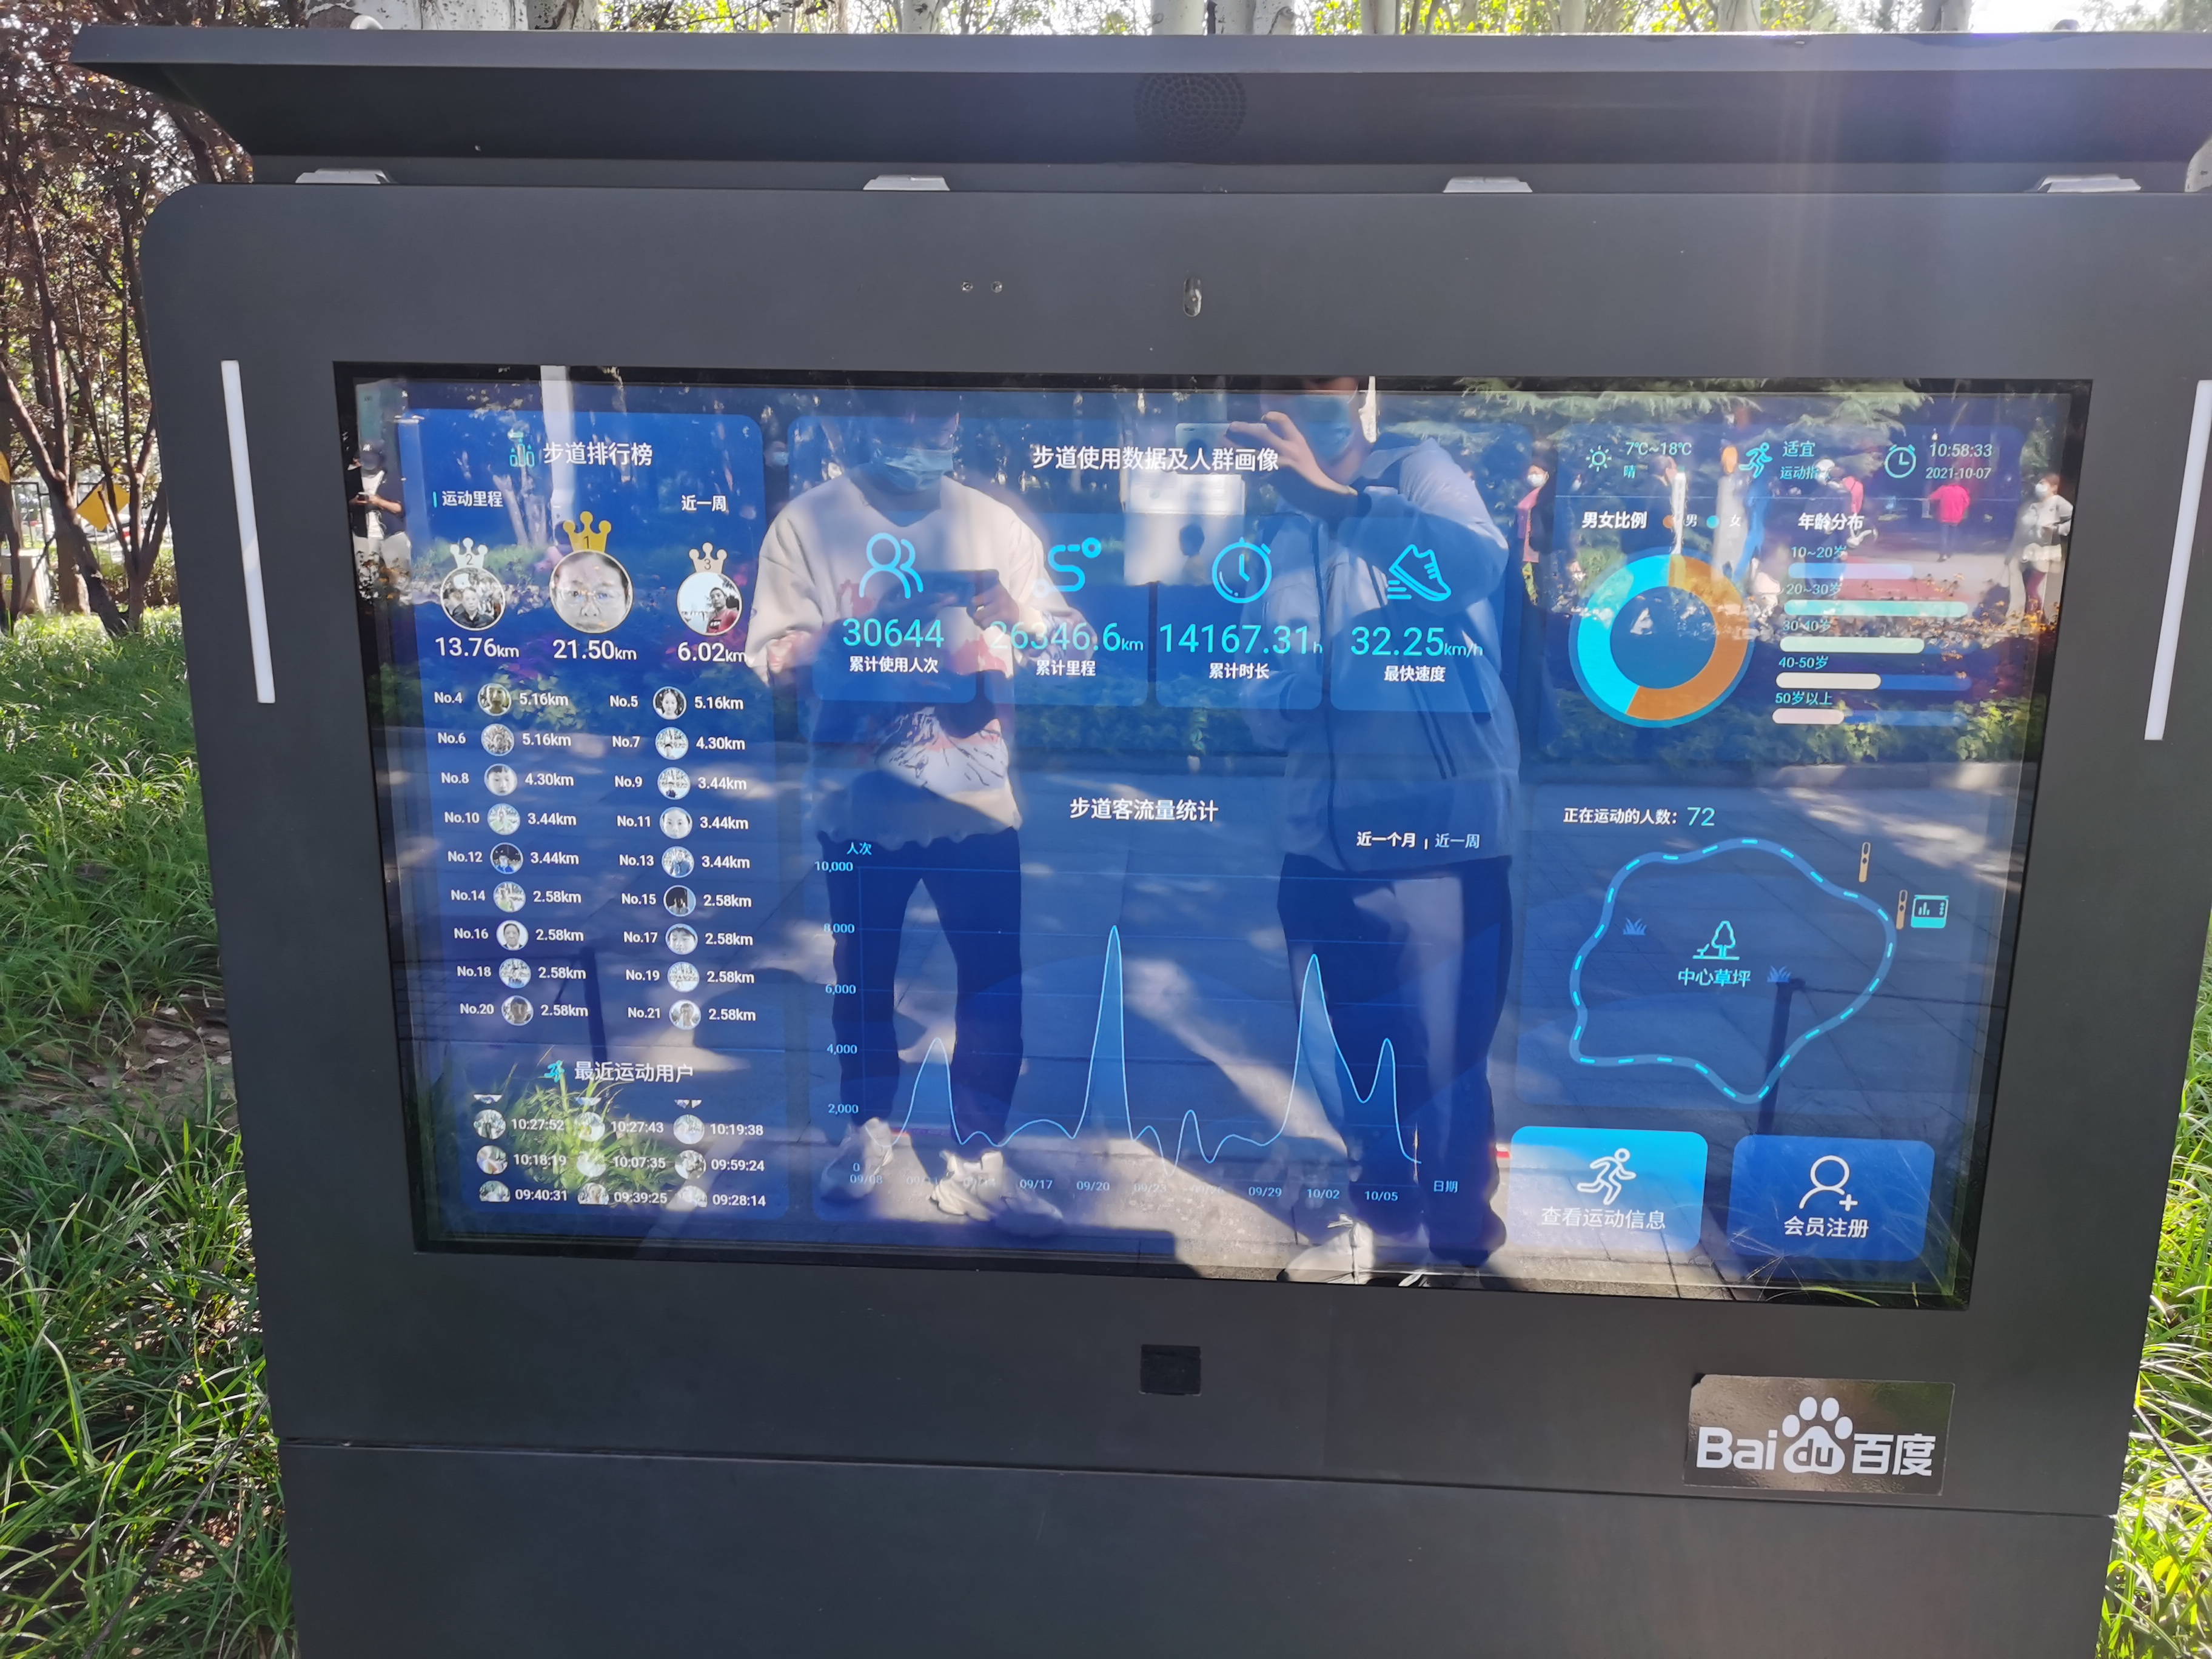 步道排行榜
运动里程 近一周
2 1 3
13.76km 21.50km 6.02km
No.4 5.16km No.5 5.16km
No.6 5.16km No.7 4.30km
No.8 4.30km No.9 3.44km
No.10 3.44km No.11 3.44km
No.12 3.44km No.13 3.44km
No.14 2.58km No.15 2.58km
No.16 2.58km No.17 2.58km
No.18 2.58km No.19 2.58km
No.20 2.58km No.21 2.58km
最近运动用户
10:27:52 10:27:43 10:19:38
10:18:19 10:07:35 09:59:24
09:40:31 09:39:25 09:28:14
步道使用数据及人群画像
30644 26346.6km 14167.31h 32.25km/h
累计使用人次 累计里程 累计时长 最快速度
步道客流量统计
近一个月 | 近一周
人次
10,000
8,000
6,000
4,000
2,000
0
09/08 09/17 09/20 09/29 10/02 10/05 日期
7℃~18℃ 适宜 10:58:33
晴 2021-10-07
男女比例 男 女 年龄分布
10~20岁
20-30岁
30-40岁
40-50岁
50岁以上
正在运动的人数：72
中心草坪
查看运动信息 会员注册
Bai du 百度